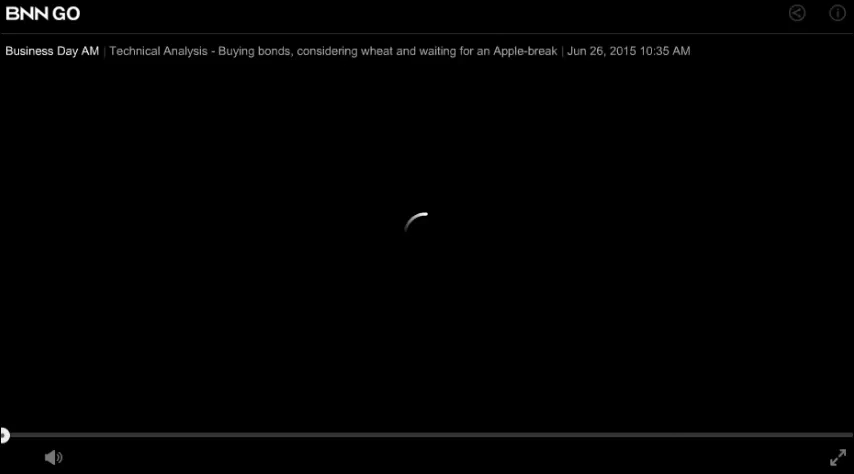 BNN GO
Business Day AM | Technical Analysis - Buying bonds, considering wheat and waiting for an Apple-break | Jun 26, 2015 10:35 AM